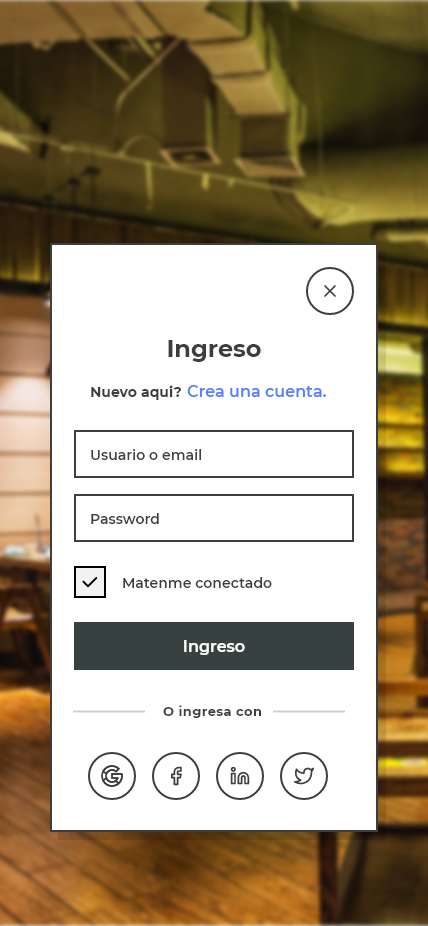 Ingreso
Nuevo aqui? Crea una cuenta.
Usuario o email
Password
Matenme conectado
Ingreso
O ingresa con